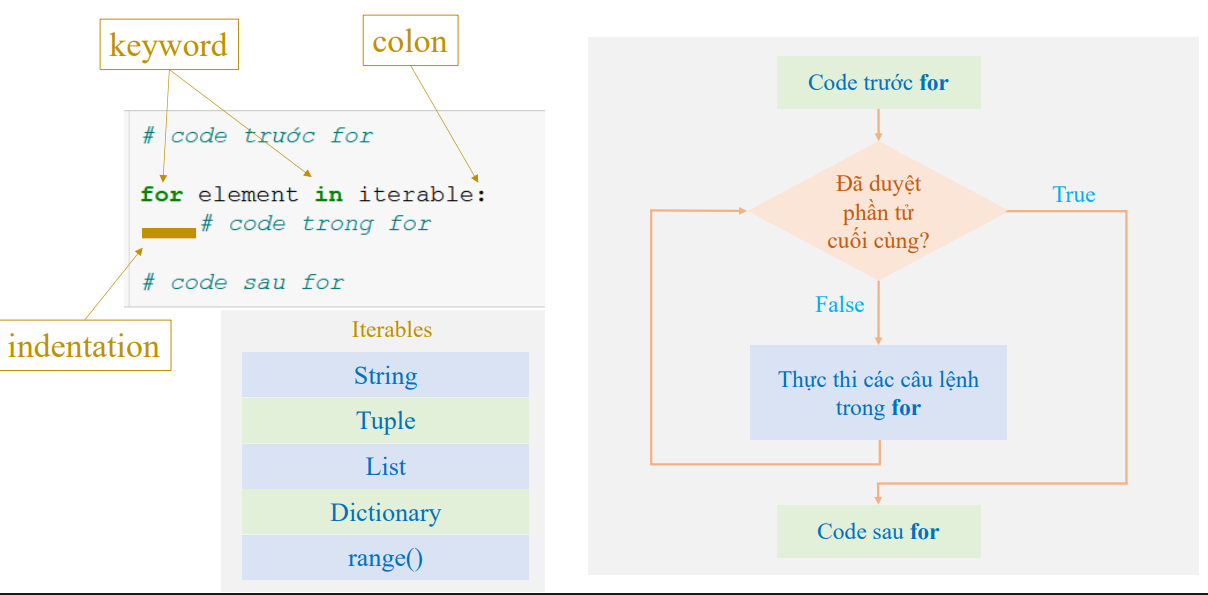 keyword
colon
# code trước for
for element in iterable:
# code trong for
# code sau for
indentation
Iterables
String
Tuple
List
Dictionary
range()
Code trước for
Đã duyệt
phần tử
cuối cùng?
True
False
Thực thi các câu lệnh
trong for
Code sau for